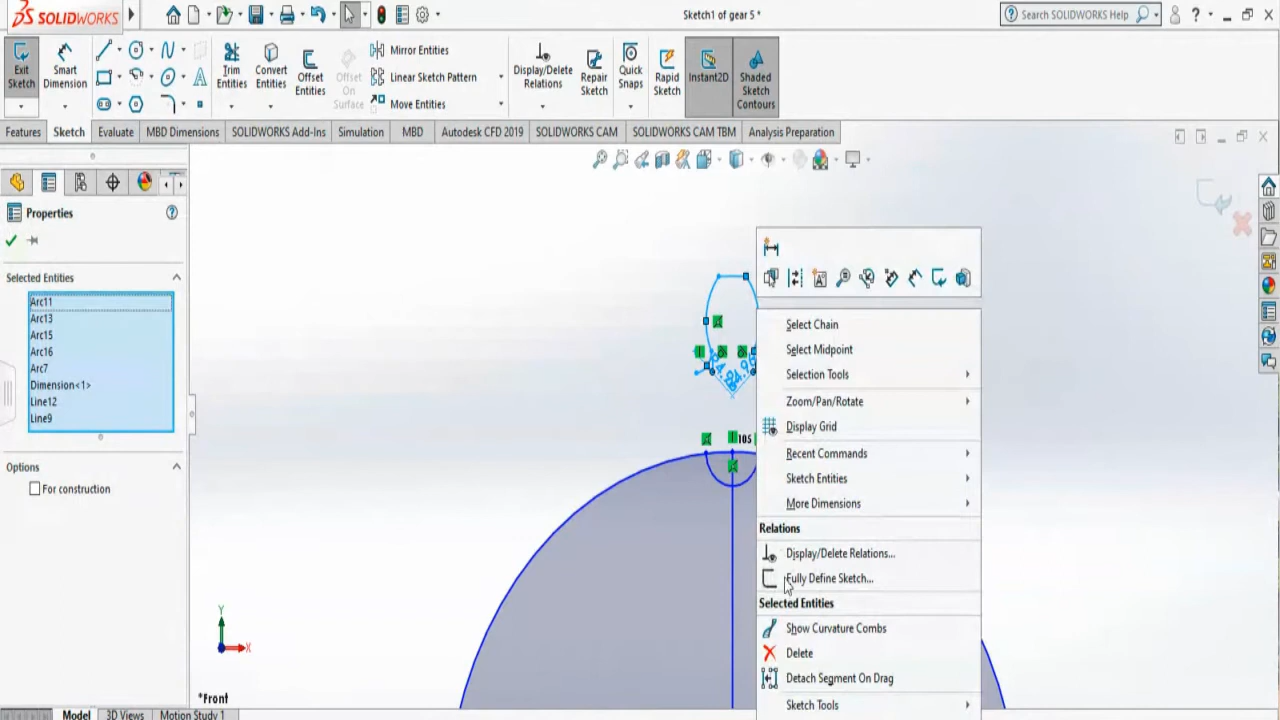 SOLIDWORKS
Sketch1 of gear 5 *
Search SOLIDWORKS Help
Exit Sketch
Smart Dimension
Trim Entities
Convert Entities
Offset Entities
Offset On Surface
Mirror Entities
Linear Sketch Pattern
Move Entities
Display/Delete Relations
Repair Sketch
Quick Snaps
Rapid Sketch
Instant2D
Shaded Sketch Contours
Features
Sketch
Evaluate
MBD Dimensions
SOLIDWORKS Add-Ins
Simulation
MBD
Autodesk CFD 2019
SOLIDWORKS CAM
SOLIDWORKS CAM TBM
Analysis Preparation
Properties
Selected Entities
Arc11
Arc13
Arc15
Arc16
Arc7
Dimension<1>
Line12
Line9
Options
For construction
105
Select Chain
Select Midpoint
Selection Tools
Zoom/Pan/Rotate
Display Grid
Recent Commands
Sketch Entities
More Dimensions
Relations
Display/Delete Relations...
Fully Define Sketch...
Selected Entities
Show Curvature Combs
Delete
Detach Segment On Drag
Sketch Tools
Y
X
*Front
Model
3D Views
Motion Study 1